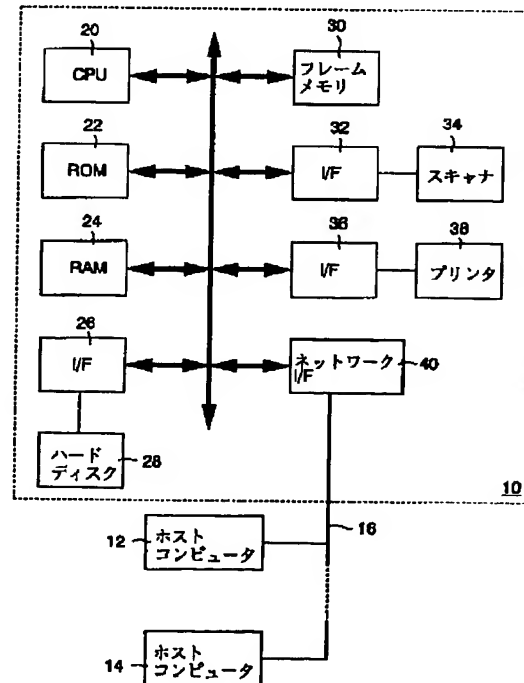 20
CPU
30
フレーム
メモリ
22
ROM
32
I/F
34
スキャナ
24
RAM
36
I/F
38
プリンタ
26
I/F
ネットワーク
I/F
40
ハード
ディスク
28
10
12
ホスト
コンピュータ
16
14
ホスト
コンピュータ